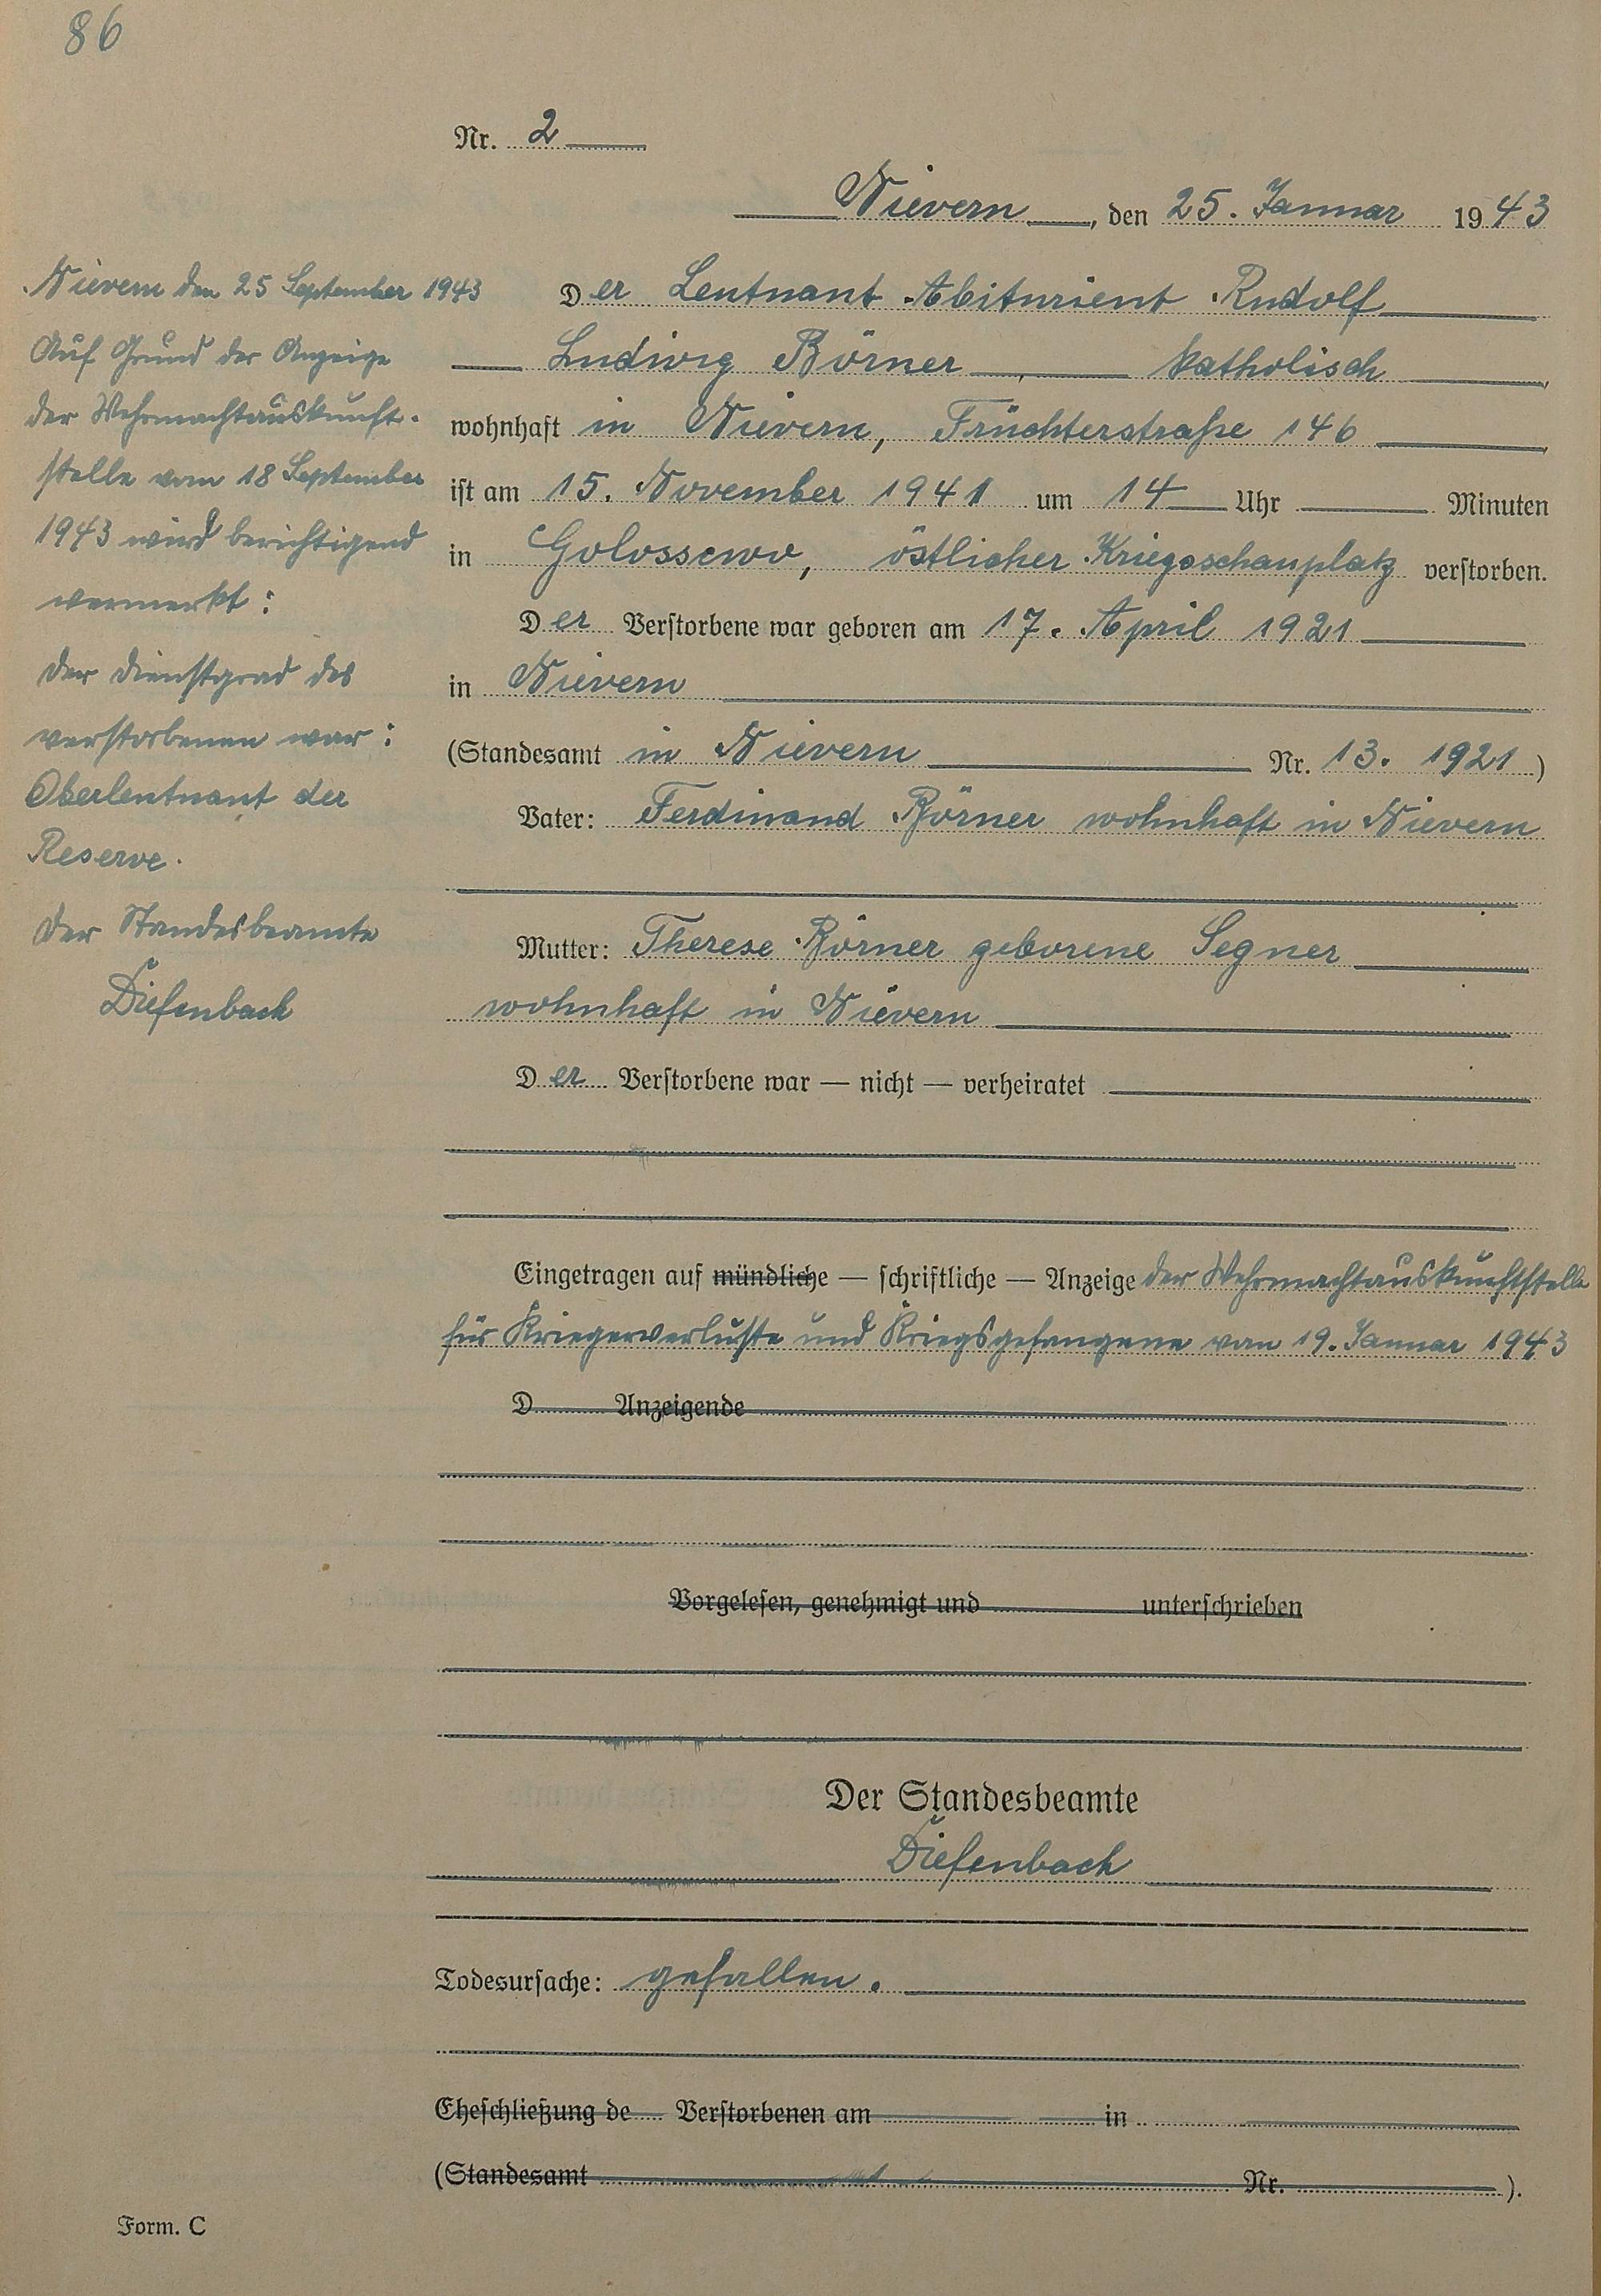 86
Nr. 2
Nievern, den 25. Januar 1943
Nievern den 25 September 1943
Auf Grund der Anzeige
der Wehrmachtauskunft-
stelle vom 18 September
1943 wird berichtigend
vermerkt:
Der Dienstgrad des
verstorbenen war:
Oberleutnant der
Reserve.
Der Standesbeamte
Diefenbach
Der Leutnant Abiturient Rudolf
Ludwig Börner, katholisch,
wohnhaft in Nievern, Früchterstraße 146,
ist am 15. November 1941 um 14 Uhr Minuten
in Golossewo, östlicher Kriegsschauplatz verstorben.
Der Verstorbene war geboren am 17. April 1921
in Nievern
(Standesamt in Nievern Nr. 13. 1921)
Vater: Ferdinand Börner wohnhaft in Nievern
Mutter: Therese Börner geborene Segner
wohnhaft in Nievern
Der Verstorbene war — nicht — verheiratet
Eingetragen auf mündliche — schriftliche — Anzeige der Wehrmachtauskunftstelle
für Kriegerverluste und Kriegsgefangene vom 19. Januar 1943
D Anzeigende
Vorgelesen, genehmigt und unterschrieben
Der Standesbeamte
Diefenbach
Todesursache: gefallen.
Eheschließung de Verstorbenen am in
(Standesamt Nr. ).
Form. C